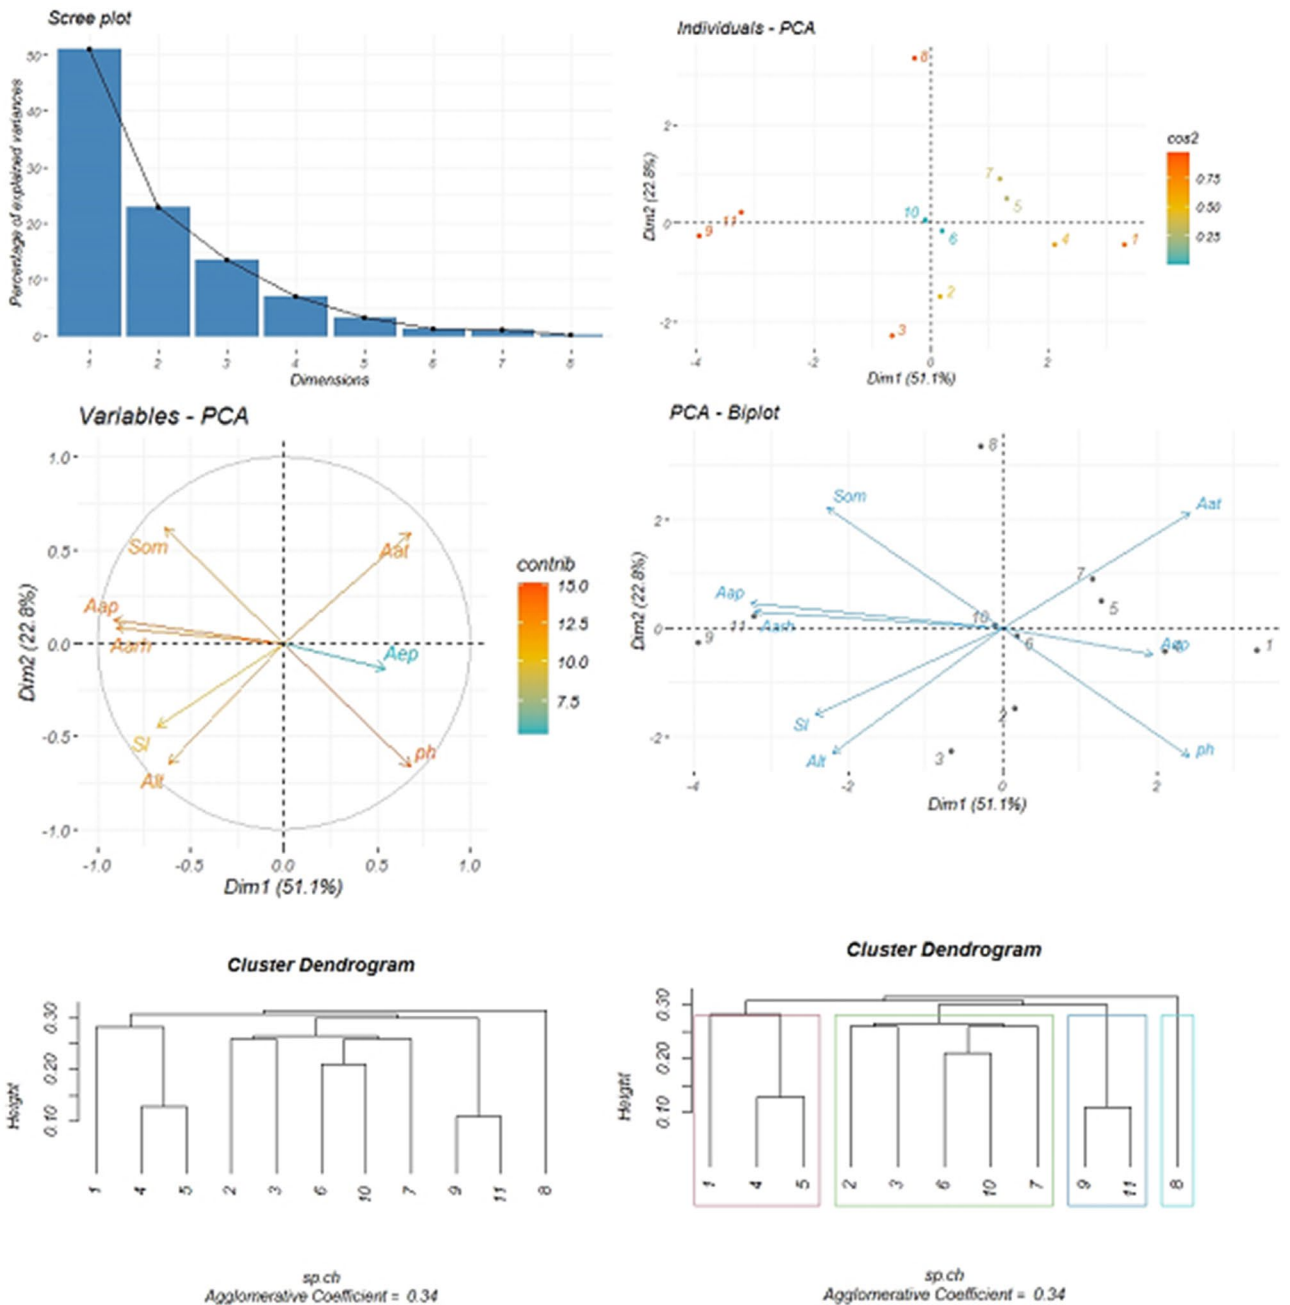 Scree plot
Percentage of explained variances
50
40
30
20
10
0
1 2 3 4 5 6 7 8
Dimensions
Individuals - PCA
Dim2 (22.8%)
2
0
-2
8
7
5
10
6
11
9
4
1
2
3
-4 -2 0 2
Dim1 (51.1%)
cos2
0.75
0.50
0.25
Variables - PCA
Dim2 (22.8%)
1.0
0.5
0.0
-0.5
-1.0
Som
Aat
Aap
Aarh
Aep
Sl
Alt
ph
-1.0 -0.5 0.0 0.5 1.0
Dim1 (51.1%)
contrib
15.0
12.5
10.0
7.5
PCA - Biplot
Dim2 (22.8%)
2
0
-2
8
Som
Aat
7
5
Aap
11
Aarh
10
9
6
Aep
1
Sl
2
Alt
3
ph
-4 -2 0 2
Dim1 (51.1%)
Cluster Dendrogram
Height
0.30
0.20
0.10
1 4 5 2 3 6 10 7 9 11 8
sp.ch
Agglomerative Coefficient = 0.34
Cluster Dendrogram
Height
0.30
0.20
0.10
1 4 5 2 3 6 10 7 9 11 8
sp.ch
Agglomerative Coefficient = 0.34